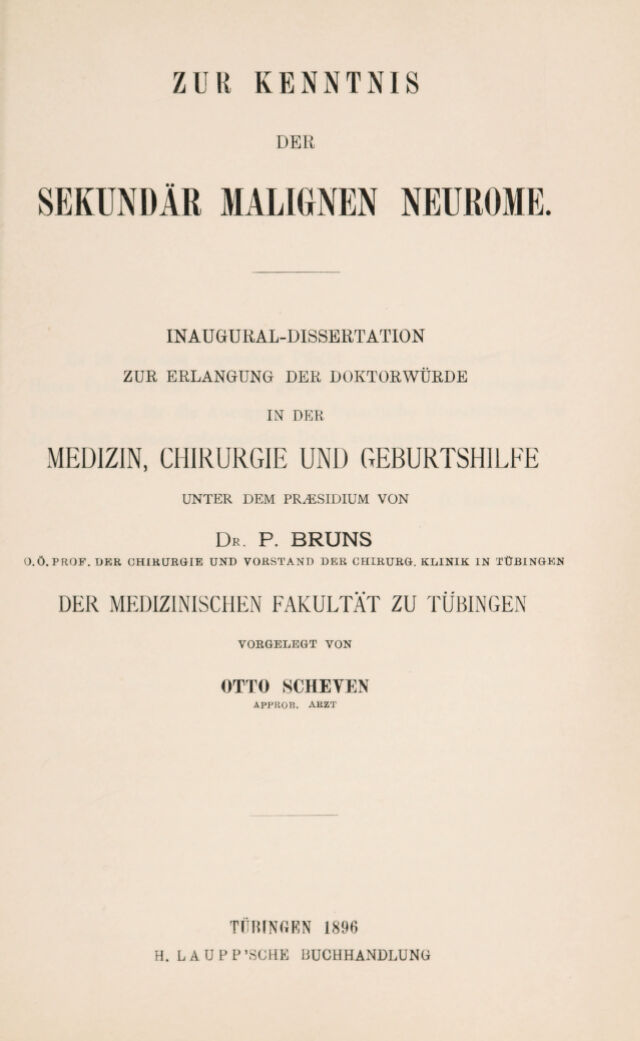 ZUR KENNTNIS
DER
SEKUNDÄR MALIGNEN NEUROME.
INAUGURAL-DISSERTATION
ZUR ERLANGUNG DER DOKTORWÜRDE
IN DER
MEDIZIN, CHIRURGIE UND GEBURTSHILFE
UNTER DEM PRÆSIDIUM VON
DR. P. BRUNS
O.Ö. PROF. DER CHIRURGIE UND VORSTAND DER CHIRURG. KLINIK IN TÜBINGEN
DER MEDIZINISCHEN FAKULTÄT ZU TÜBINGEN
VORGELEGT VON
OTTO SCHEVEN
APPROB. ARZT
TÜBINGEN 1896
H. LAUPP'SCHE BUCHHANDLUNG